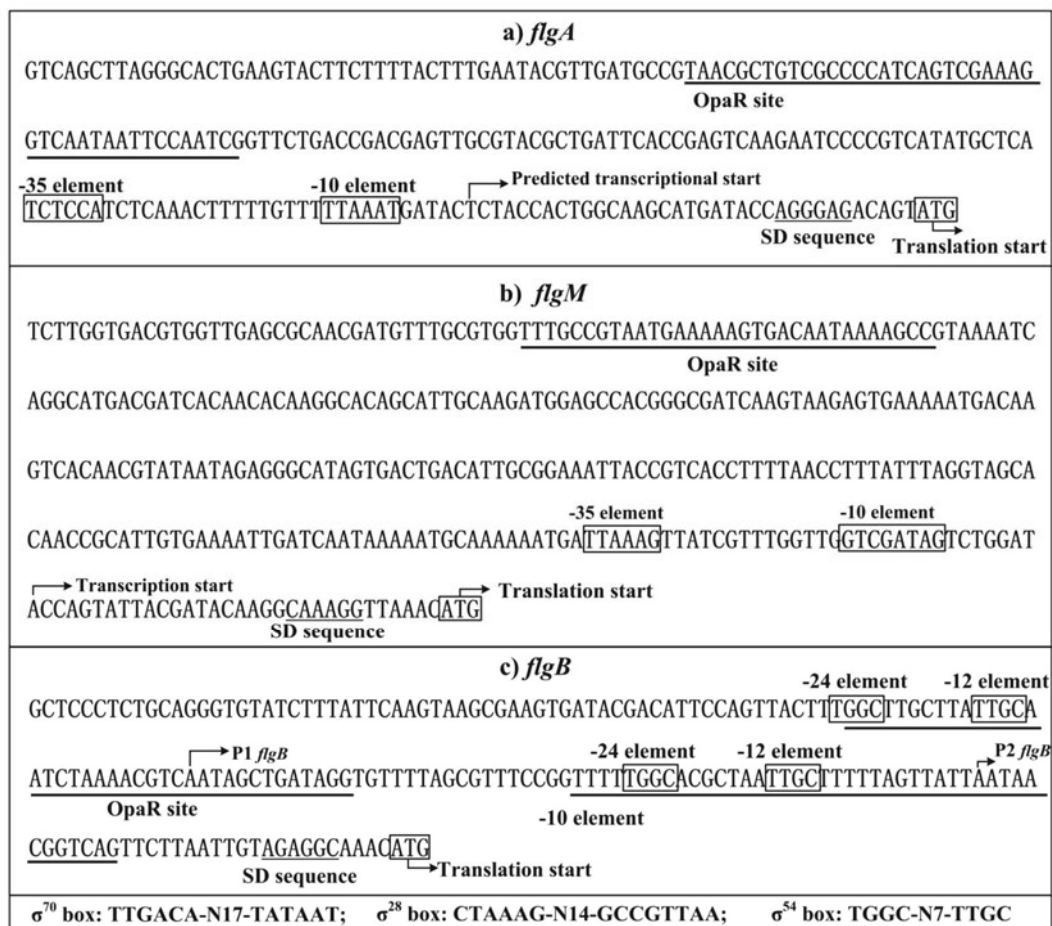 a) flgA
GTCAGCTTAGGGCACTGAAGTACTTCTTTTACTTTGAATACGTTGATGCCGTAACGCTGTCGCCCCATCAGTCGAAAG
OpaR site
GTCAATAATTCCAATCGGTTCTGACCGACGAGTTGCGTACGCTGATTCACCGAGTCAAGAATCCCCGTCATATGCTCA
-35 element -10 element Predicted transcriptional start
TCTCCATCTCAAACTTTTTGTTTTTAAATGATACTCTACCACTGGCAAGCATGATACCAGGGAGACAGTATG
SD sequence Translation start
b) flgM
TCTTGGTGACGTGGTTGAGCGCAACGATGTTTGCGTGGTTTGCCGTAATGAAAAAGTGACAATAAAAGCCGTAAAATC
OpaR site
AGGCATGACGATCACAACACAAGGCACAGCATTGCAAGATGGAGCCACGGGCGATCAAGTAAGAGTGAAAAATGACAA
GTCACAACGTATAATAGAGGGCATAGTGACTGACATTGCGGAAATTACCGTCACCTTTTAACCTTTATTTAGGTAGCA
-35 element -10 element
CAACCGCATTGTGAAAATTGATCAATAAAAATGCAAAAAATGATTAAAGTTATCGTTTGGTTGGTCGATAGTCTGGAT
Transcription start Translation start
ACCAGTATTACGATACAAGGCAAAGGTTAAACATG
SD sequence
c) flgB
-24 element -12 element
GCTCCCTCTGCAGGGTGTATCTTTATTCAAGTAAGCGAAGTGATACGACATTCCAGTTACTTTGGCTTGCTTATTGCA
P1 flgB -24 element -12 element P2 flgB
ATCTAAAACGTCAATAGCTGATAGGTGTTTTAGCGTTTCCGGTTTTTGGCACGCTAATTGCTTTTTAGTTATTAATAA
OpaR site -10 element
CGGTCAGTTCTTAATTGTAGAGGCAAACATG
SD sequence Translation start
σ70 box: TTGACA-N17-TATAAT; σ28 box: CTAAAG-N14-GCCGTTAA; σ54 box: TGGC-N7-TTGC